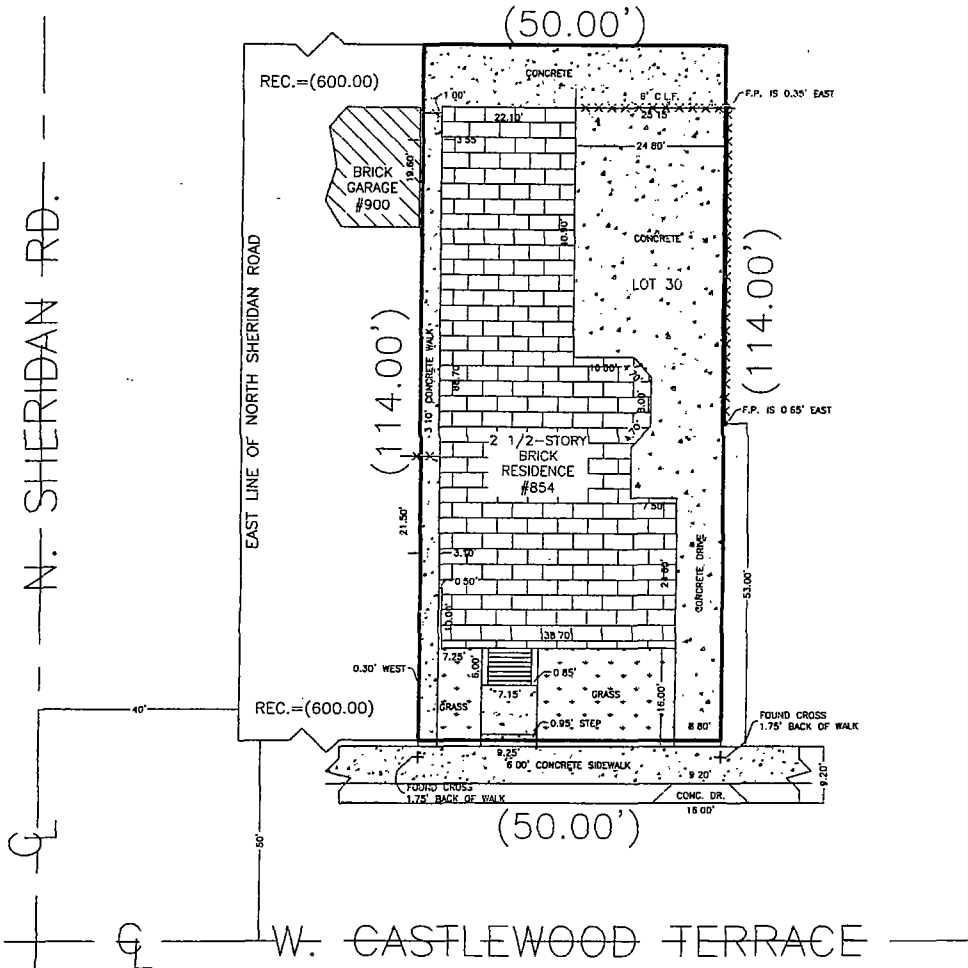 (50.00')
REC.=(600.00)
CONCRETE
6' C.L.F.
F.P. IS 0.35' EAST
1.00'
22.10'
25.15'
3.55'
24.80'
19.60'
BRICK
GARAGE
#900
N. SHERIDAN RD.
EAST LINE OF NORTH SHERIDAN ROAD
CONCRETE
LOT 30
(114.00')
(114.00')
3.10' CONCRETE WALK
10.00'
3.00'
4.70'
F.P. IS 0.65' EAST
2 1/2-STORY
BRICK
RESIDENCE
#854
7.50'
21.50'
CONCRETE DRIVE
53.00'
0.50'
10.00'
38.70'
0.30' WEST
7.25'
6.00'
0.85'
7.15'
GRASS
GRASS
16.00'
8.80'
40'
REC.=(600.00)
0.95' STEP
FOUND CROSS
1.75' BACK OF WALK
9.25'
6.00' CONCRETE SIDEWALK
9.20'
9.20'
FOUND CROSS
1.75' BACK OF WALK
CONC. DR.
16.00'
(50.00')
50'
CL
CL
W. CASTLEWOOD TERRACE